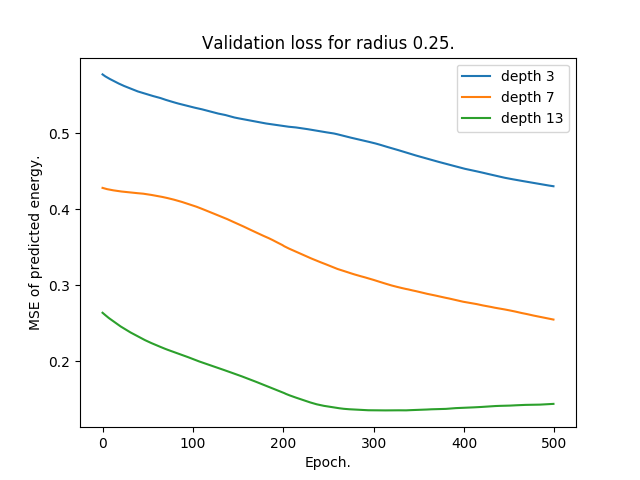 Validation loss for radius 0.25.
depth 3
depth 7
depth 13
MSE of predicted energy.
0.5
0.4
0.3
0.2
0 100 200 300 400 500
Epoch.